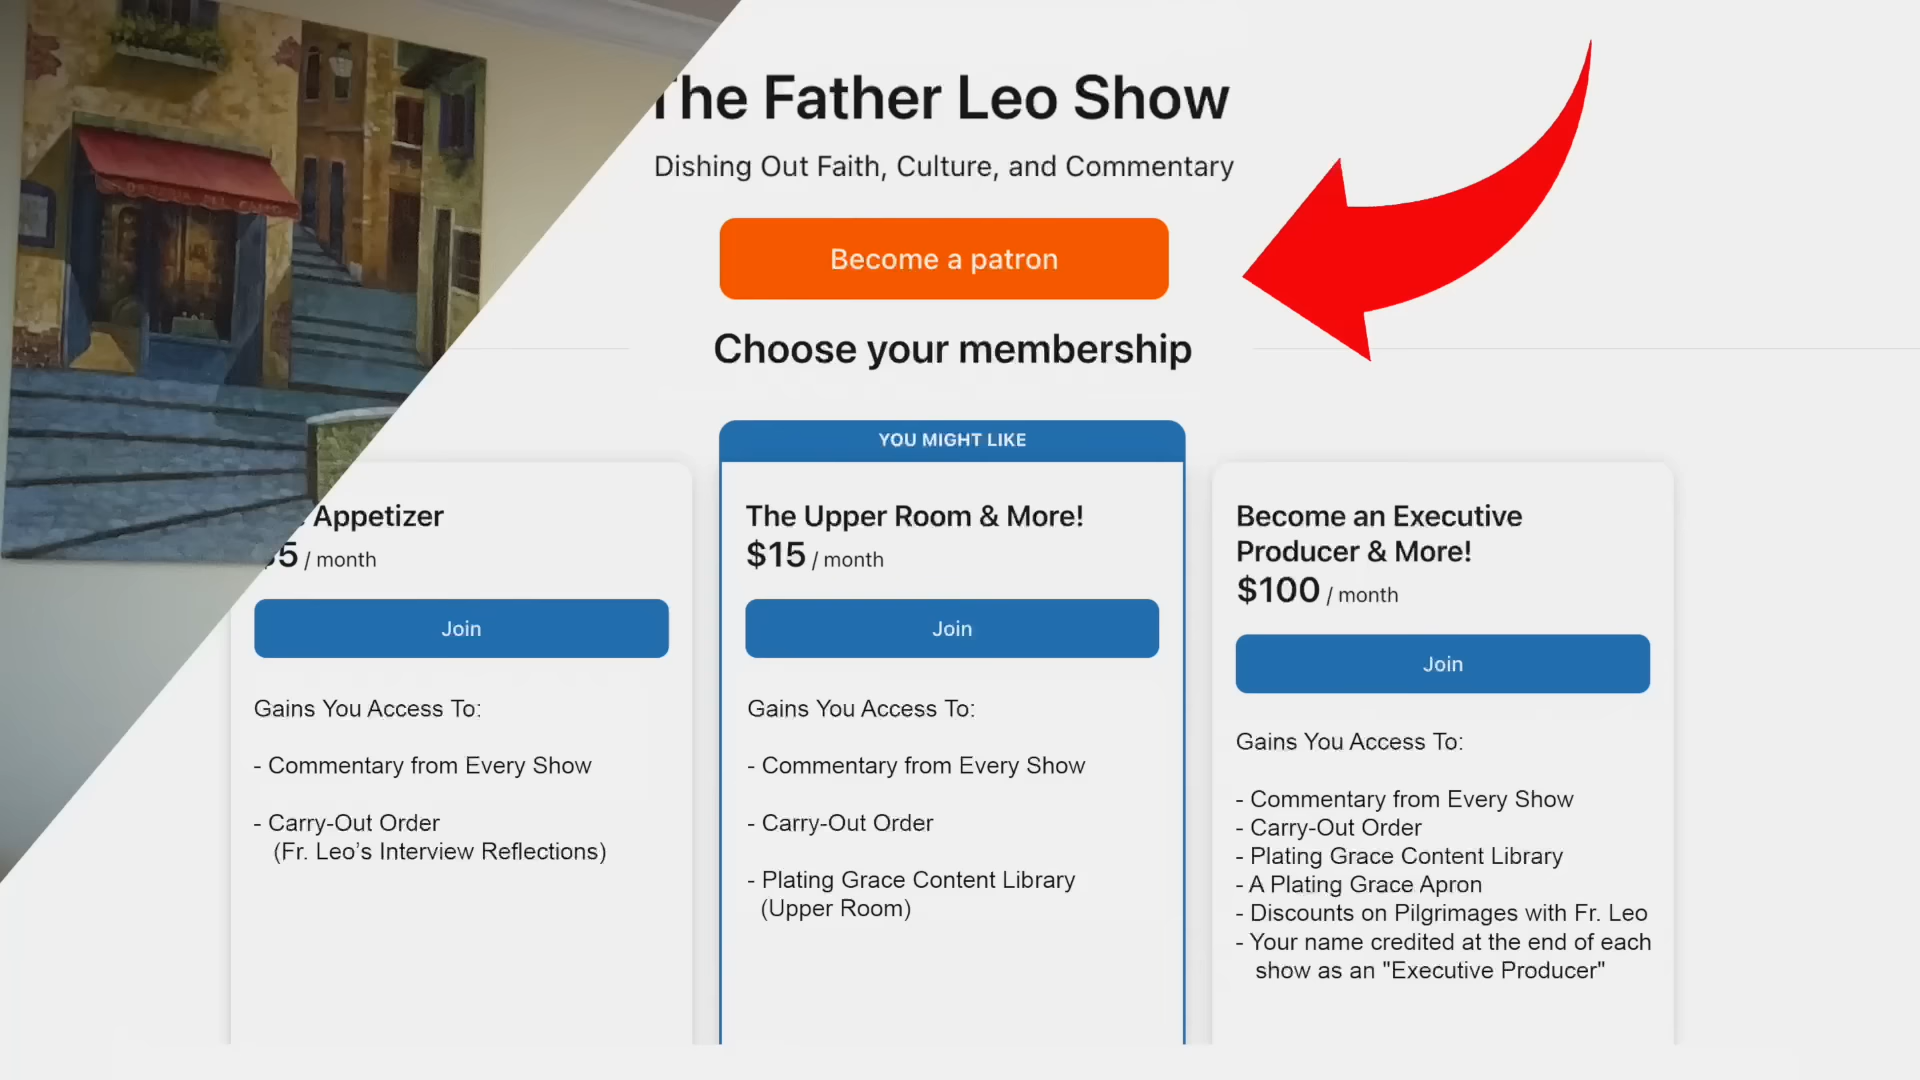 The Father Leo Show
Dishing Out Faith, Culture, and Commentary
Become a patron
Choose your membership
YOU MIGHT LIKE
Appetizer
$5 / month
Join
Gains You Access To:
- Commentary from Every Show
- Carry-Out Order
(Fr. Leo’s Interview Reflections)
The Upper Room & More!
$15 / month
Join
Gains You Access To:
- Commentary from Every Show
- Carry-Out Order
- Plating Grace Content Library
(Upper Room)
Become an Executive
Producer & More!
$100 / month
Join
Gains You Access To:
- Commentary from Every Show
- Carry-Out Order
- Plating Grace Content Library
- A Plating Grace Apron
- Discounts on Pilgrimages with Fr. Leo
- Your name credited at the end of each
show as an "Executive Producer"